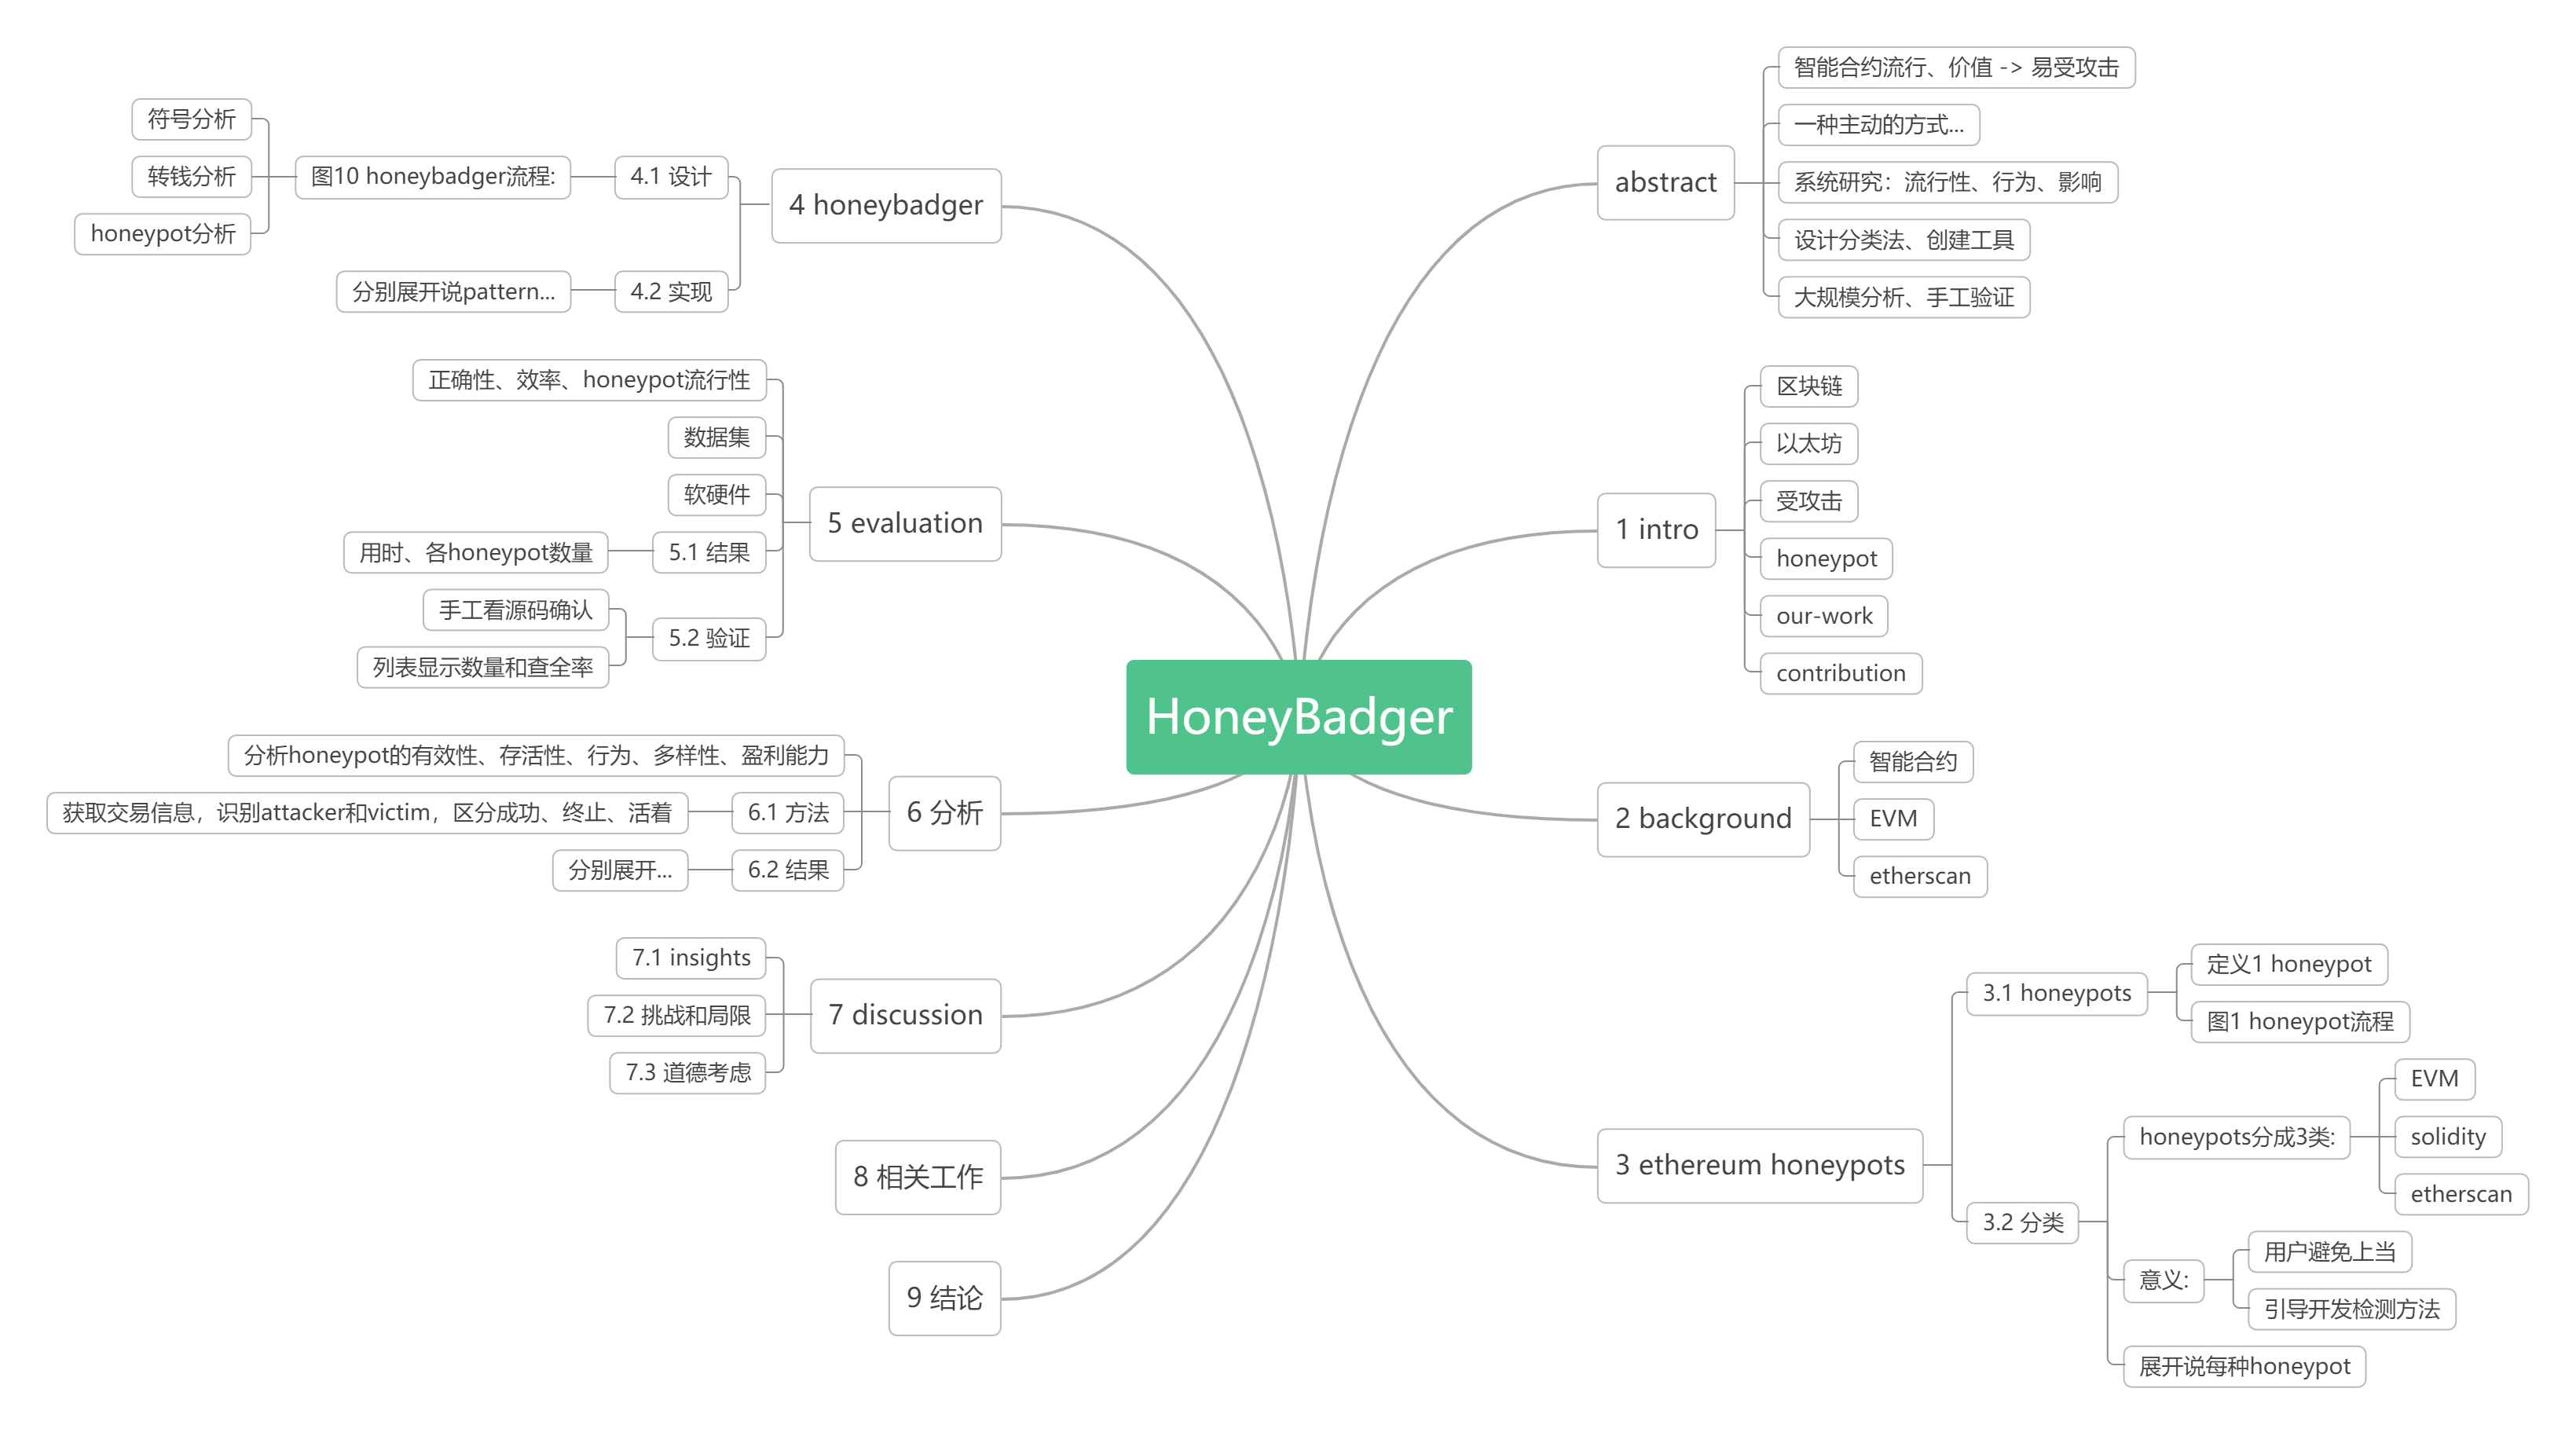 HoneyBadger
abstract
智能合约流行、价值 -> 易受攻击
一种主动的方式...
系统研究：流行性、行为、影响
设计分类法、创建工具
大规模分析、手工验证
1 intro
区块链
以太坊
受攻击
honeypot
our-work
contribution
2 background
智能合约
EVM
etherscan
3 ethereum honeypots
3.1 honeypots
定义1 honeypot
图1 honeypot流程
3.2 分类
honeypots分成3类:
EVM
solidity
etherscan
意义:
用户避免上当
引导开发检测方法
展开说每种honeypot
4 honeybadger
4.1 设计
图10 honeybadger流程:
符号分析
转钱分析
honeypot分析
4.2 实现
分别展开说pattern...
5 evaluation
正确性、效率、honeypot流行性
数据集
软硬件
5.1 结果
用时、各honeypot数量
5.2 验证
手工看源码确认
列表显示数量和查全率
6 分析
分析honeypot的有效性、存活性、行为、多样性、盈利能力
6.1 方法
获取交易信息，识别attacker和victim，区分成功、终止、活着
6.2 结果
分别展开...
7 discussion
7.1 insights
7.2 挑战和局限
7.3 道德考虑
8 相关工作
9 结论